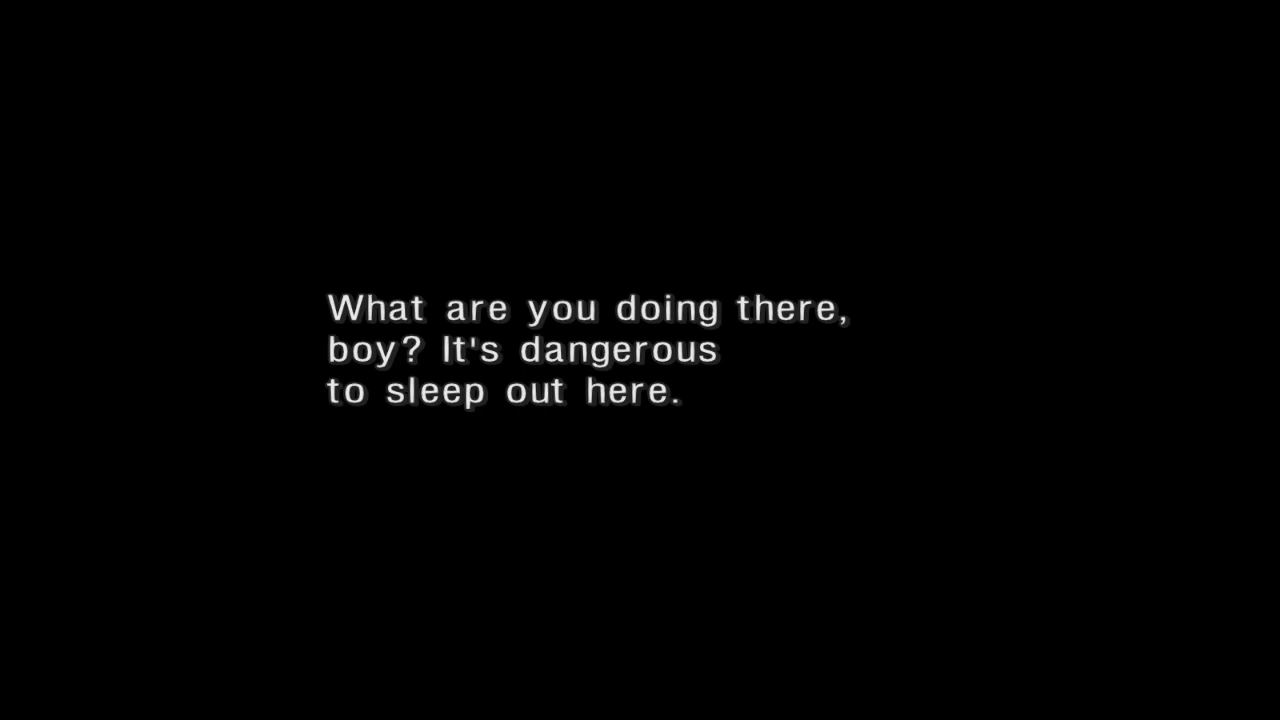 What are you doing there,
boy? It's dangerous
to sleep out here.